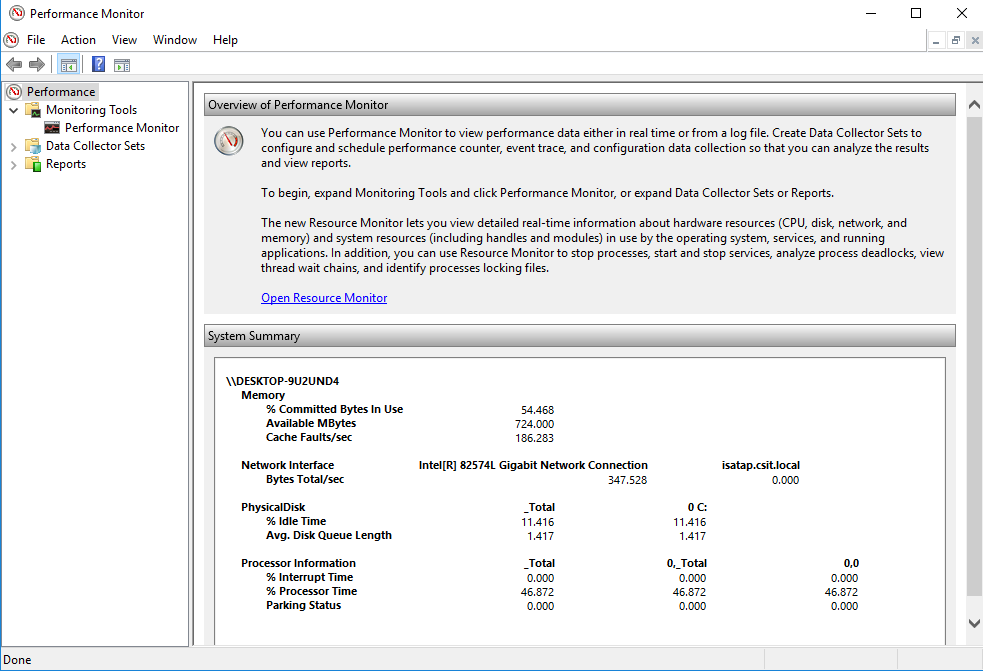 Performance Monitor
File Action View Window Help
Performance
Monitoring Tools
Performance Monitor
Data Collector Sets
Reports
Overview of Performance Monitor
You can use Performance Monitor to view performance data either in real time or from a log file. Create Data Collector Sets to
configure and schedule performance counter, event trace, and configuration data collection so that you can analyze the results
and view reports.
To begin, expand Monitoring Tools and click Performance Monitor, or expand Data Collector Sets or Reports.
The new Resource Monitor lets you view detailed real-time information about hardware resources (CPU, disk, network, and
memory) and system resources (including handles and modules) in use by the operating system, services, and running
applications. In addition, you can use Resource Monitor to stop processes, start and stop services, analyze process deadlocks, view
thread wait chains, and identify processes locking files.
Open Resource Monitor
System Summary
\\DESKTOP-9U2UND4
Memory
% Committed Bytes In Use 54.468
Available MBytes 724.000
Cache Faults/sec 186.283
Network Interface Intel[R] 82574L Gigabit Network Connection isatap.csit.local
Bytes Total/sec 347.528 0.000
PhysicalDisk _Total 0 C:
% Idle Time 11.416 11.416
Avg. Disk Queue Length 1.417 1.417
Processor Information _Total 0,_Total 0,0
% Interrupt Time 0.000 0.000 0.000
% Processor Time 46.872 46.872 46.872
Parking Status 0.000 0.000 0.000
Done